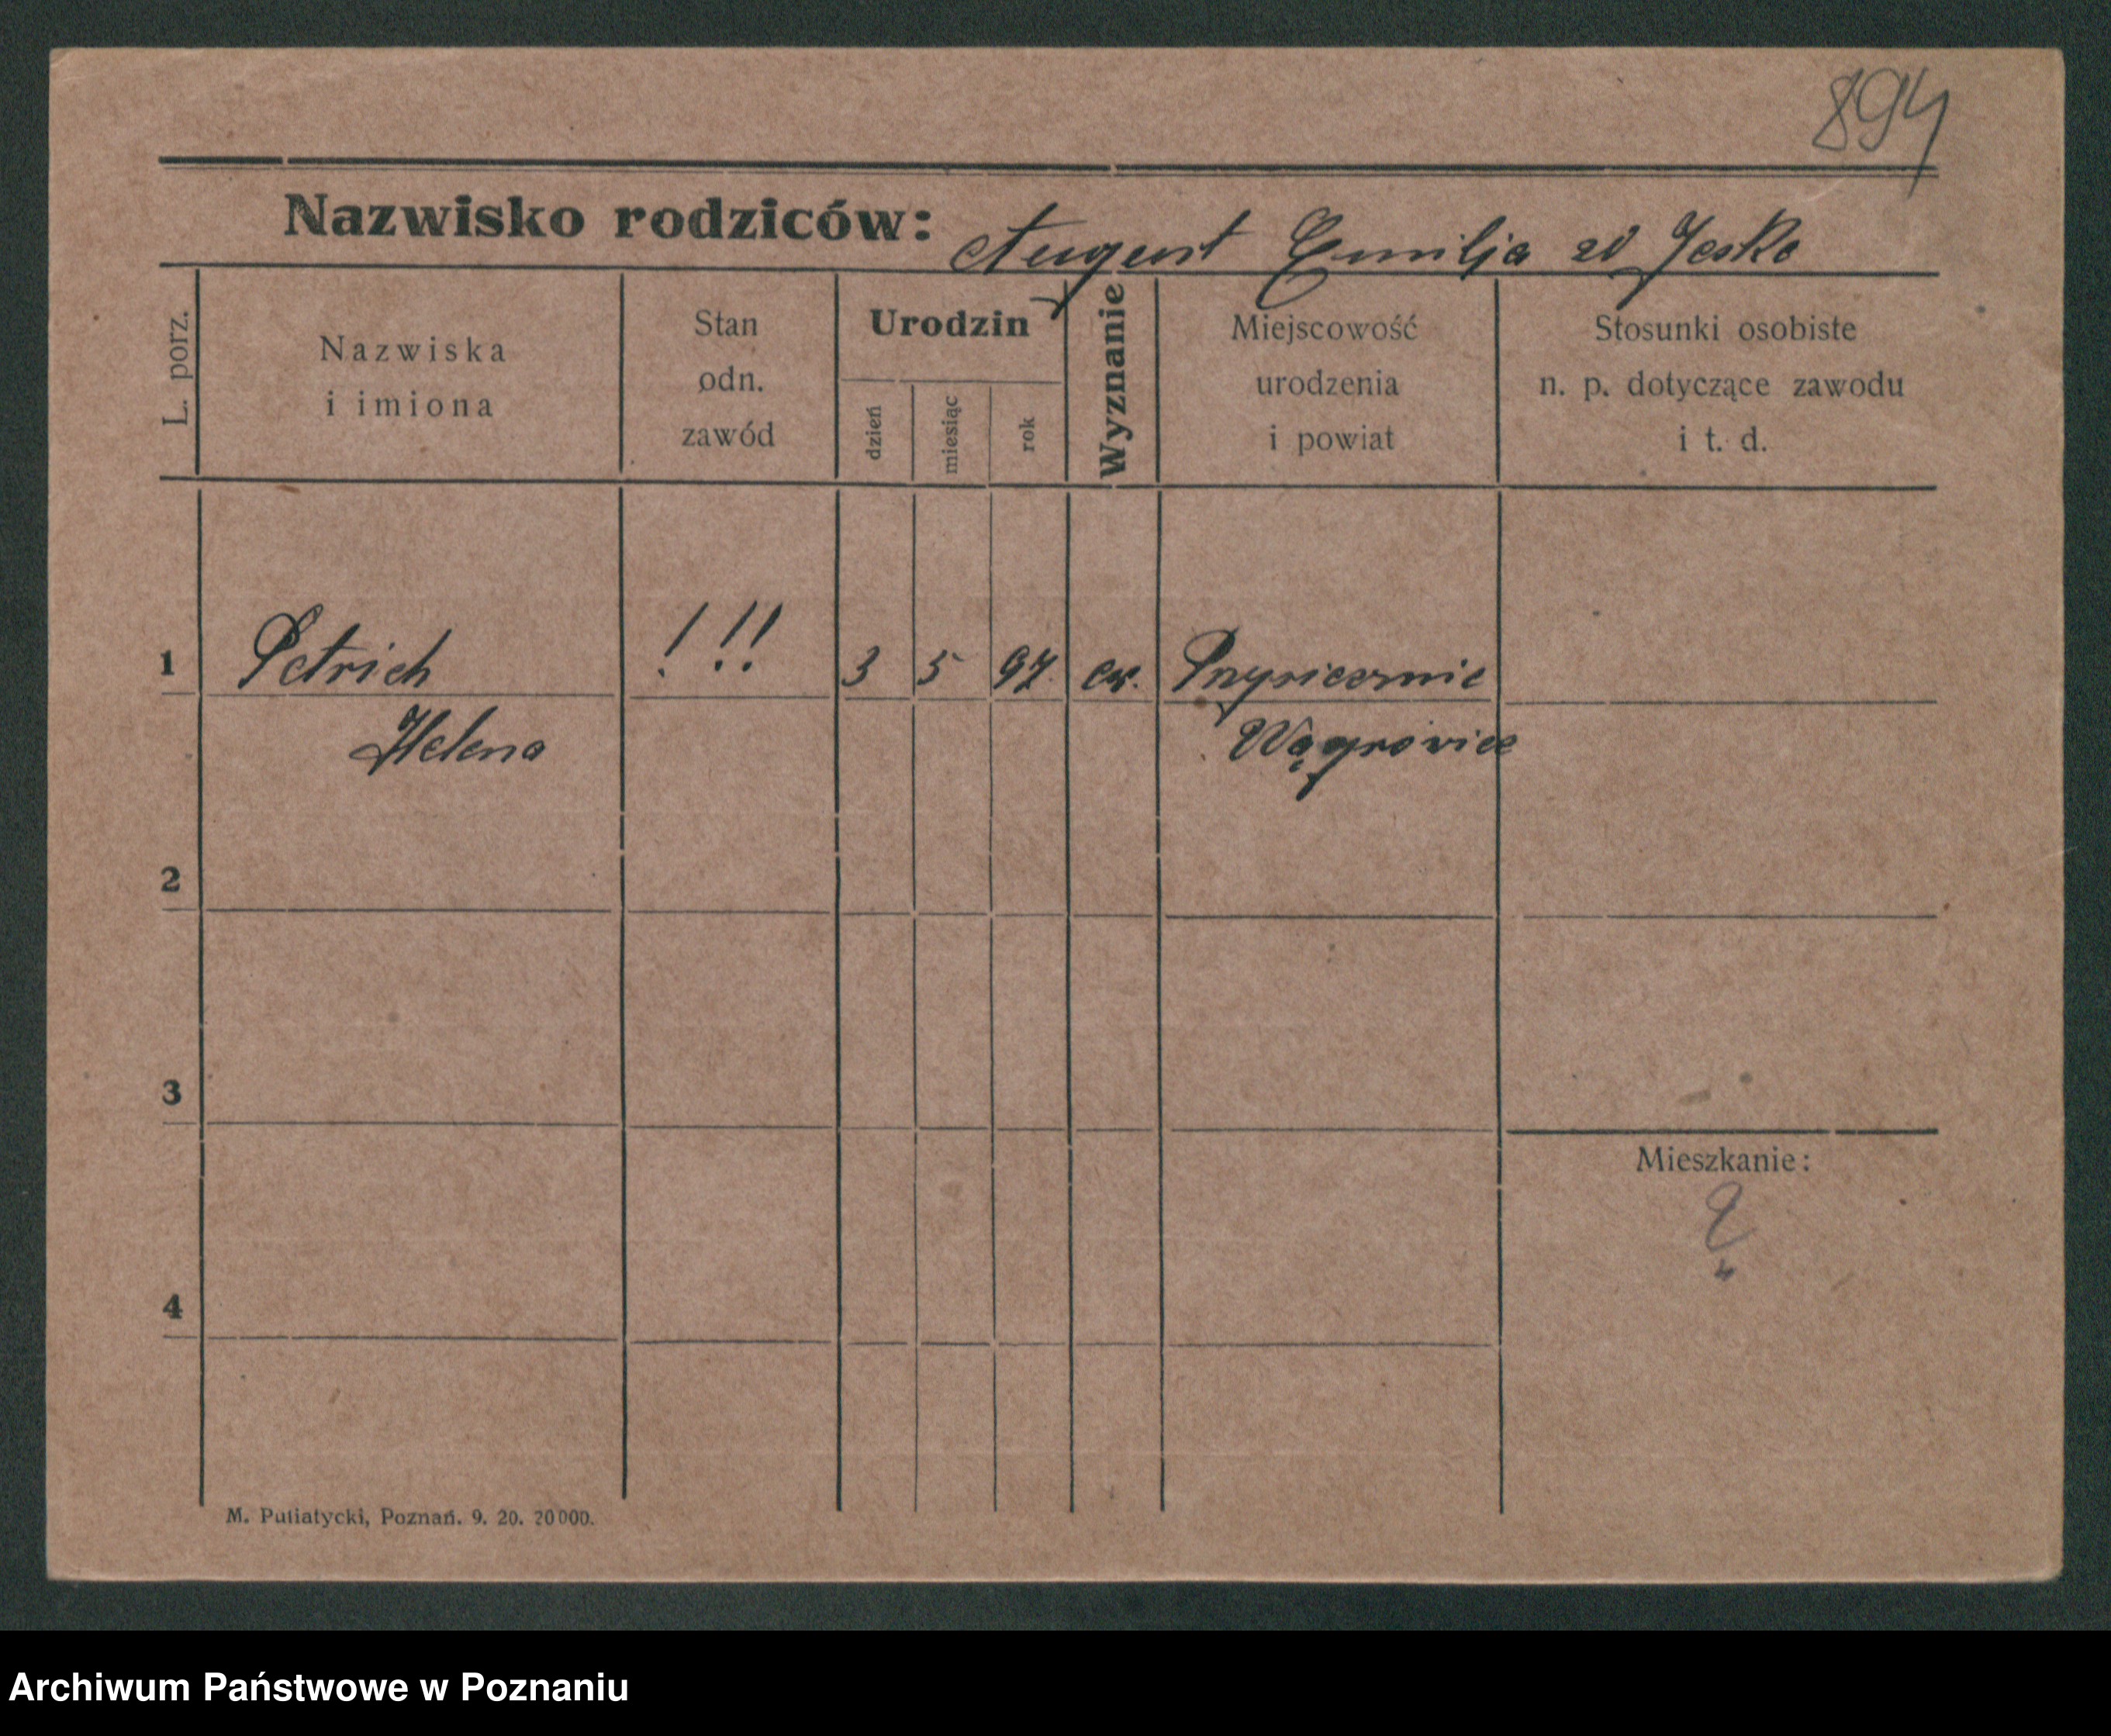 894
Nazwisko rodziców: August Emilja zd Jeske
L. porz.
Nazwiska
i imiona
Stan
odn.
zawód
Urodzin
dzień
miesiąc
rok
Wyznanie
Miejscowość
urodzenia
i powiat
Stosunki osobiste
n. p. dotyczące zawodu
i t. d.
1 Petrich ! !! 3 5 97. ew.
Helena Wągrowiec
2
3
Mieszkanie:
4
M. Putiatycki, Poznań. 9. 20. 20000.
Archiwum Państwowe w Poznaniu